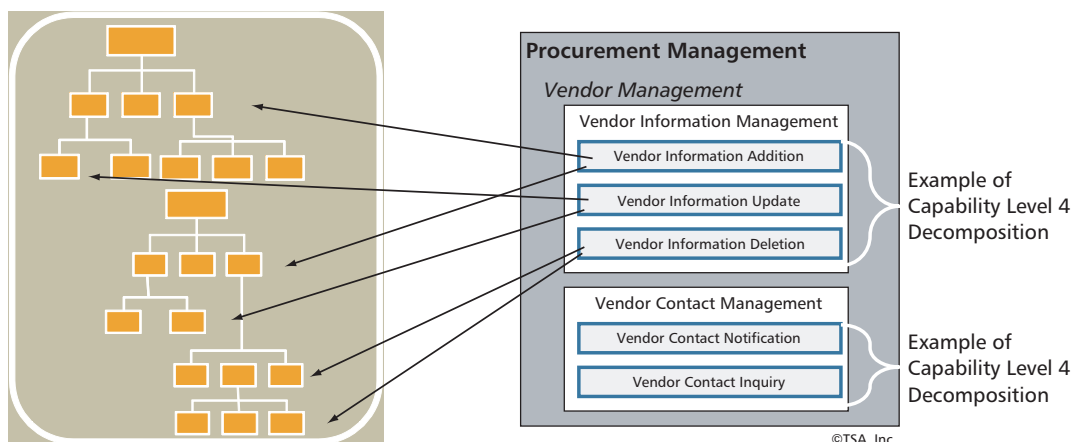 Procurement Management
Vendor Management
Vendor Information Management
Vendor Information Addition
Vendor Information Update
Vendor Information Deletion
Example of
Capability Level 4
Decomposition
Vendor Contact Management
Vendor Contact Notification
Vendor Contact Inquiry
Example of
Capability Level 4
Decomposition
©TSA, Inc.